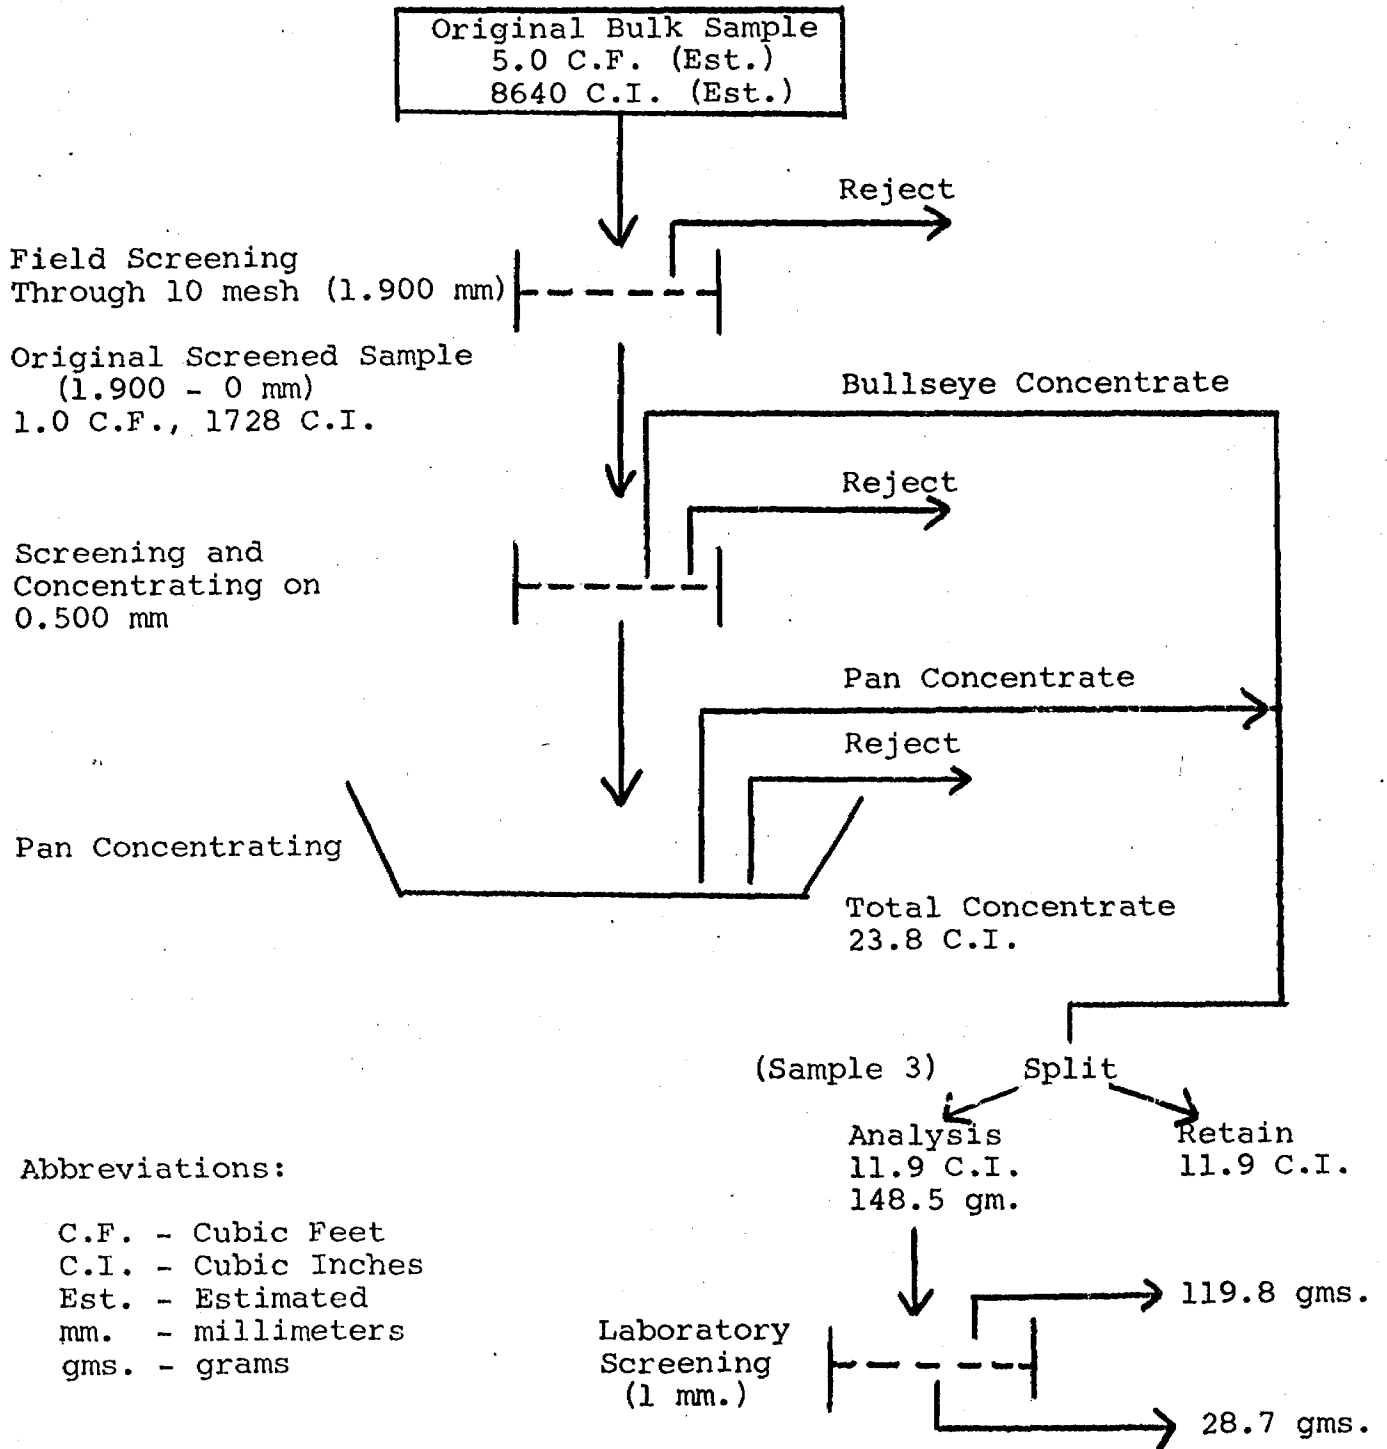 Original Bulk Sample
5.0 C.F. (Est.)
8640 C.I. (Est.)
Reject
Field Screening
Through 10 mesh (1.900 mm)
Original Screened Sample
(1.900 - 0 mm)
1.0 C.F., 1728 C.I.
Bullseye Concentrate
Reject
Screening and
Concentrating on
0.500 mm
Pan Concentrate
Reject
Pan Concentrating
Total Concentrate
23.8 C.I.
(Sample 3) Split
Analysis
11.9 C.I.
148.5 gm.
Retain
11.9 C.I.
Abbreviations:
C.F. - Cubic Feet
C.I. - Cubic Inches
Est. - Estimated
mm. - millimeters
gms. - grams
119.8 gms.
Laboratory
Screening
(1 mm.)
28.7 gms.